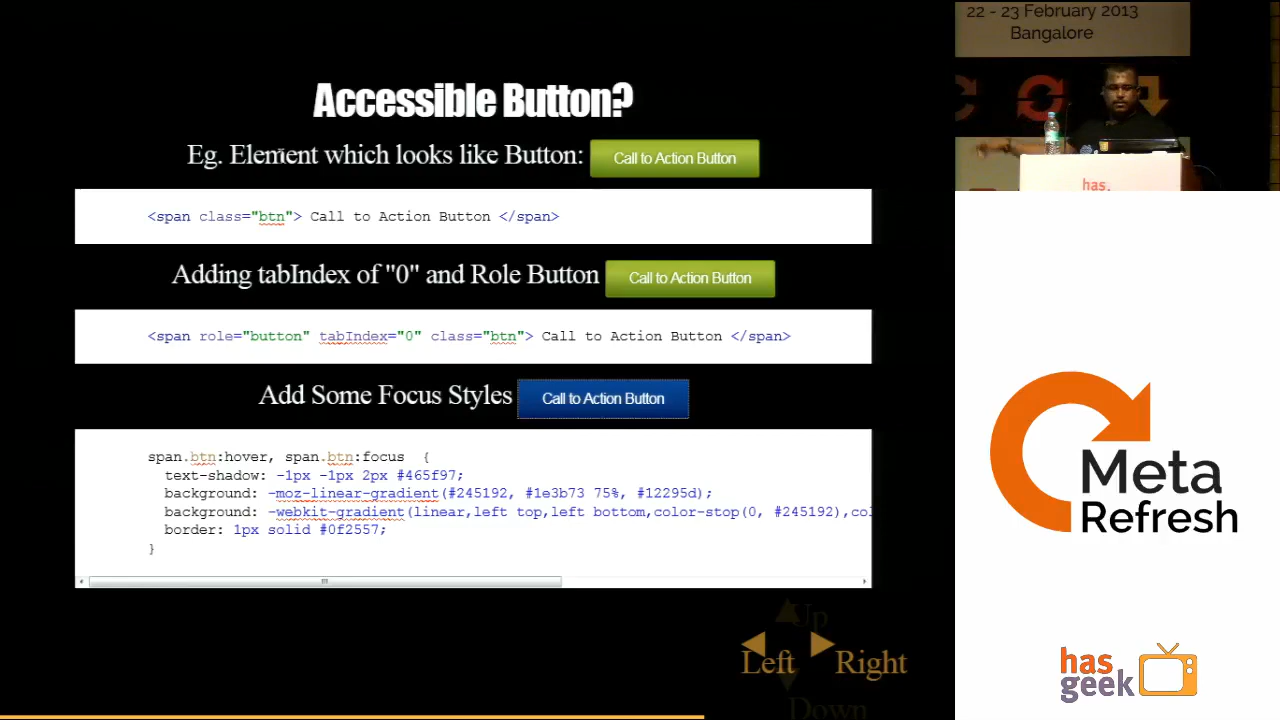 22 - 23 February 2013
Bangalore
has.
Accessible Button?
Eg. Element which looks like Button: Call to Action Button
<span class="btn"> Call to Action Button </span>
Adding tabIndex of "0" and Role Button Call to Action Button
<span role="button" tabIndex="0" class="btn"> Call to Action Button </span>
Add Some Focus Styles Call to Action Button
span.btn:hover, span.btn:focus {
text-shadow: -1px -1px 2px #465f97;
background: -moz-linear-gradient(#245192, #1e3b73 75%, #12295d);
background: -webkit-gradient(linear,left top,left bottom,color-stop(0, #245192),co
border: 1px solid #0f2557;
}
Up
Left Right
Down
Meta
Refresh
has
geek